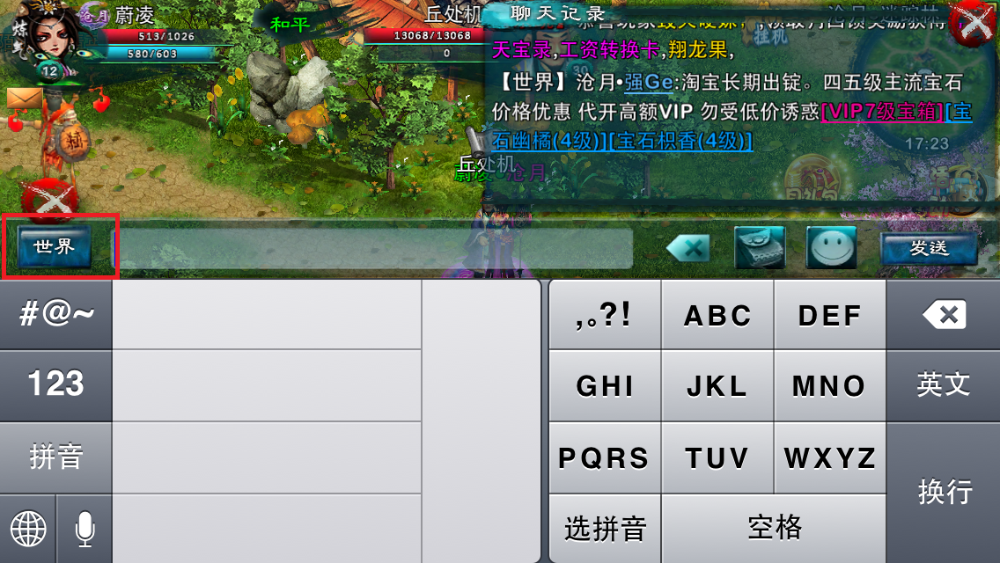 沧月 蔚凌
炼气
513/1026
580/603
12
和平
丘处机
13068/13068
0
聊天记录
挂机
30
天宝录,工资转换卡,翔龙果,
【世界】沧月•强Ge:淘宝长期出锭。四五级主流宝石
价格优惠 代开高额VIP 勿受低价诱惑[VIP7级宝箱][宝
石幽橘(4级)][宝石枳香(4级)]
17:23
丘处机
蔚凌•沧月
世界
发送
#@~
,。?!
ABC
DEF
123
GHI
JKL
MNO
英文
拼音
PQRS
TUV
WXYZ
换行
选拼音
空格